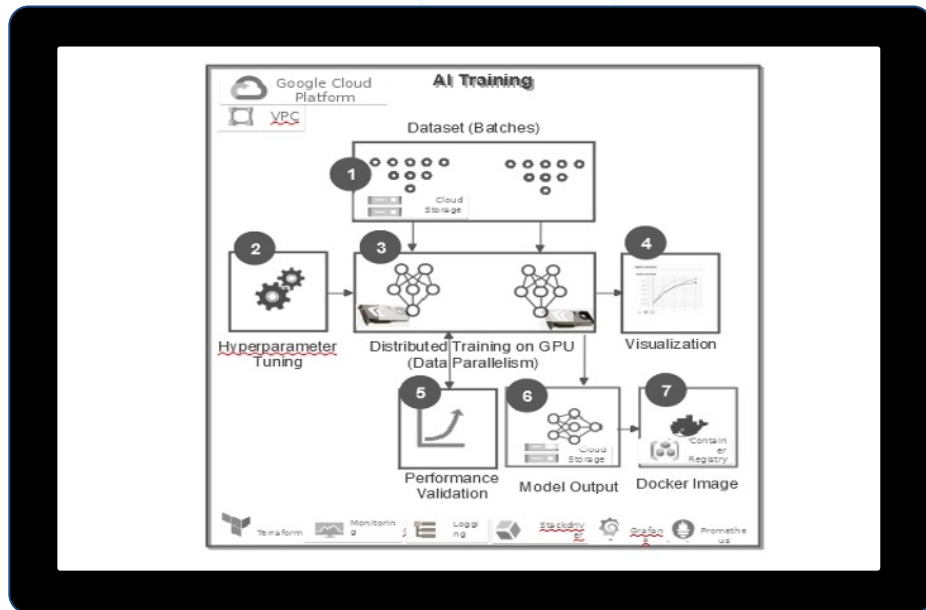 AI Training
Google Cloud
Platform
VPC
Dataset (Batches)
1
Cloud
Storage
2
3
4
Hyperparameter
Tuning
Distributed Training on GPU
(Data Parallelism)
Visualization
5
6
7
Cloud
Storage
Contain
er
Registry
Performance
Validation
Model Output
Docker Image
Terraform
Monitorin
g
Loggi
ng
Stackdriv
er
Grafan
a
Promethe
us